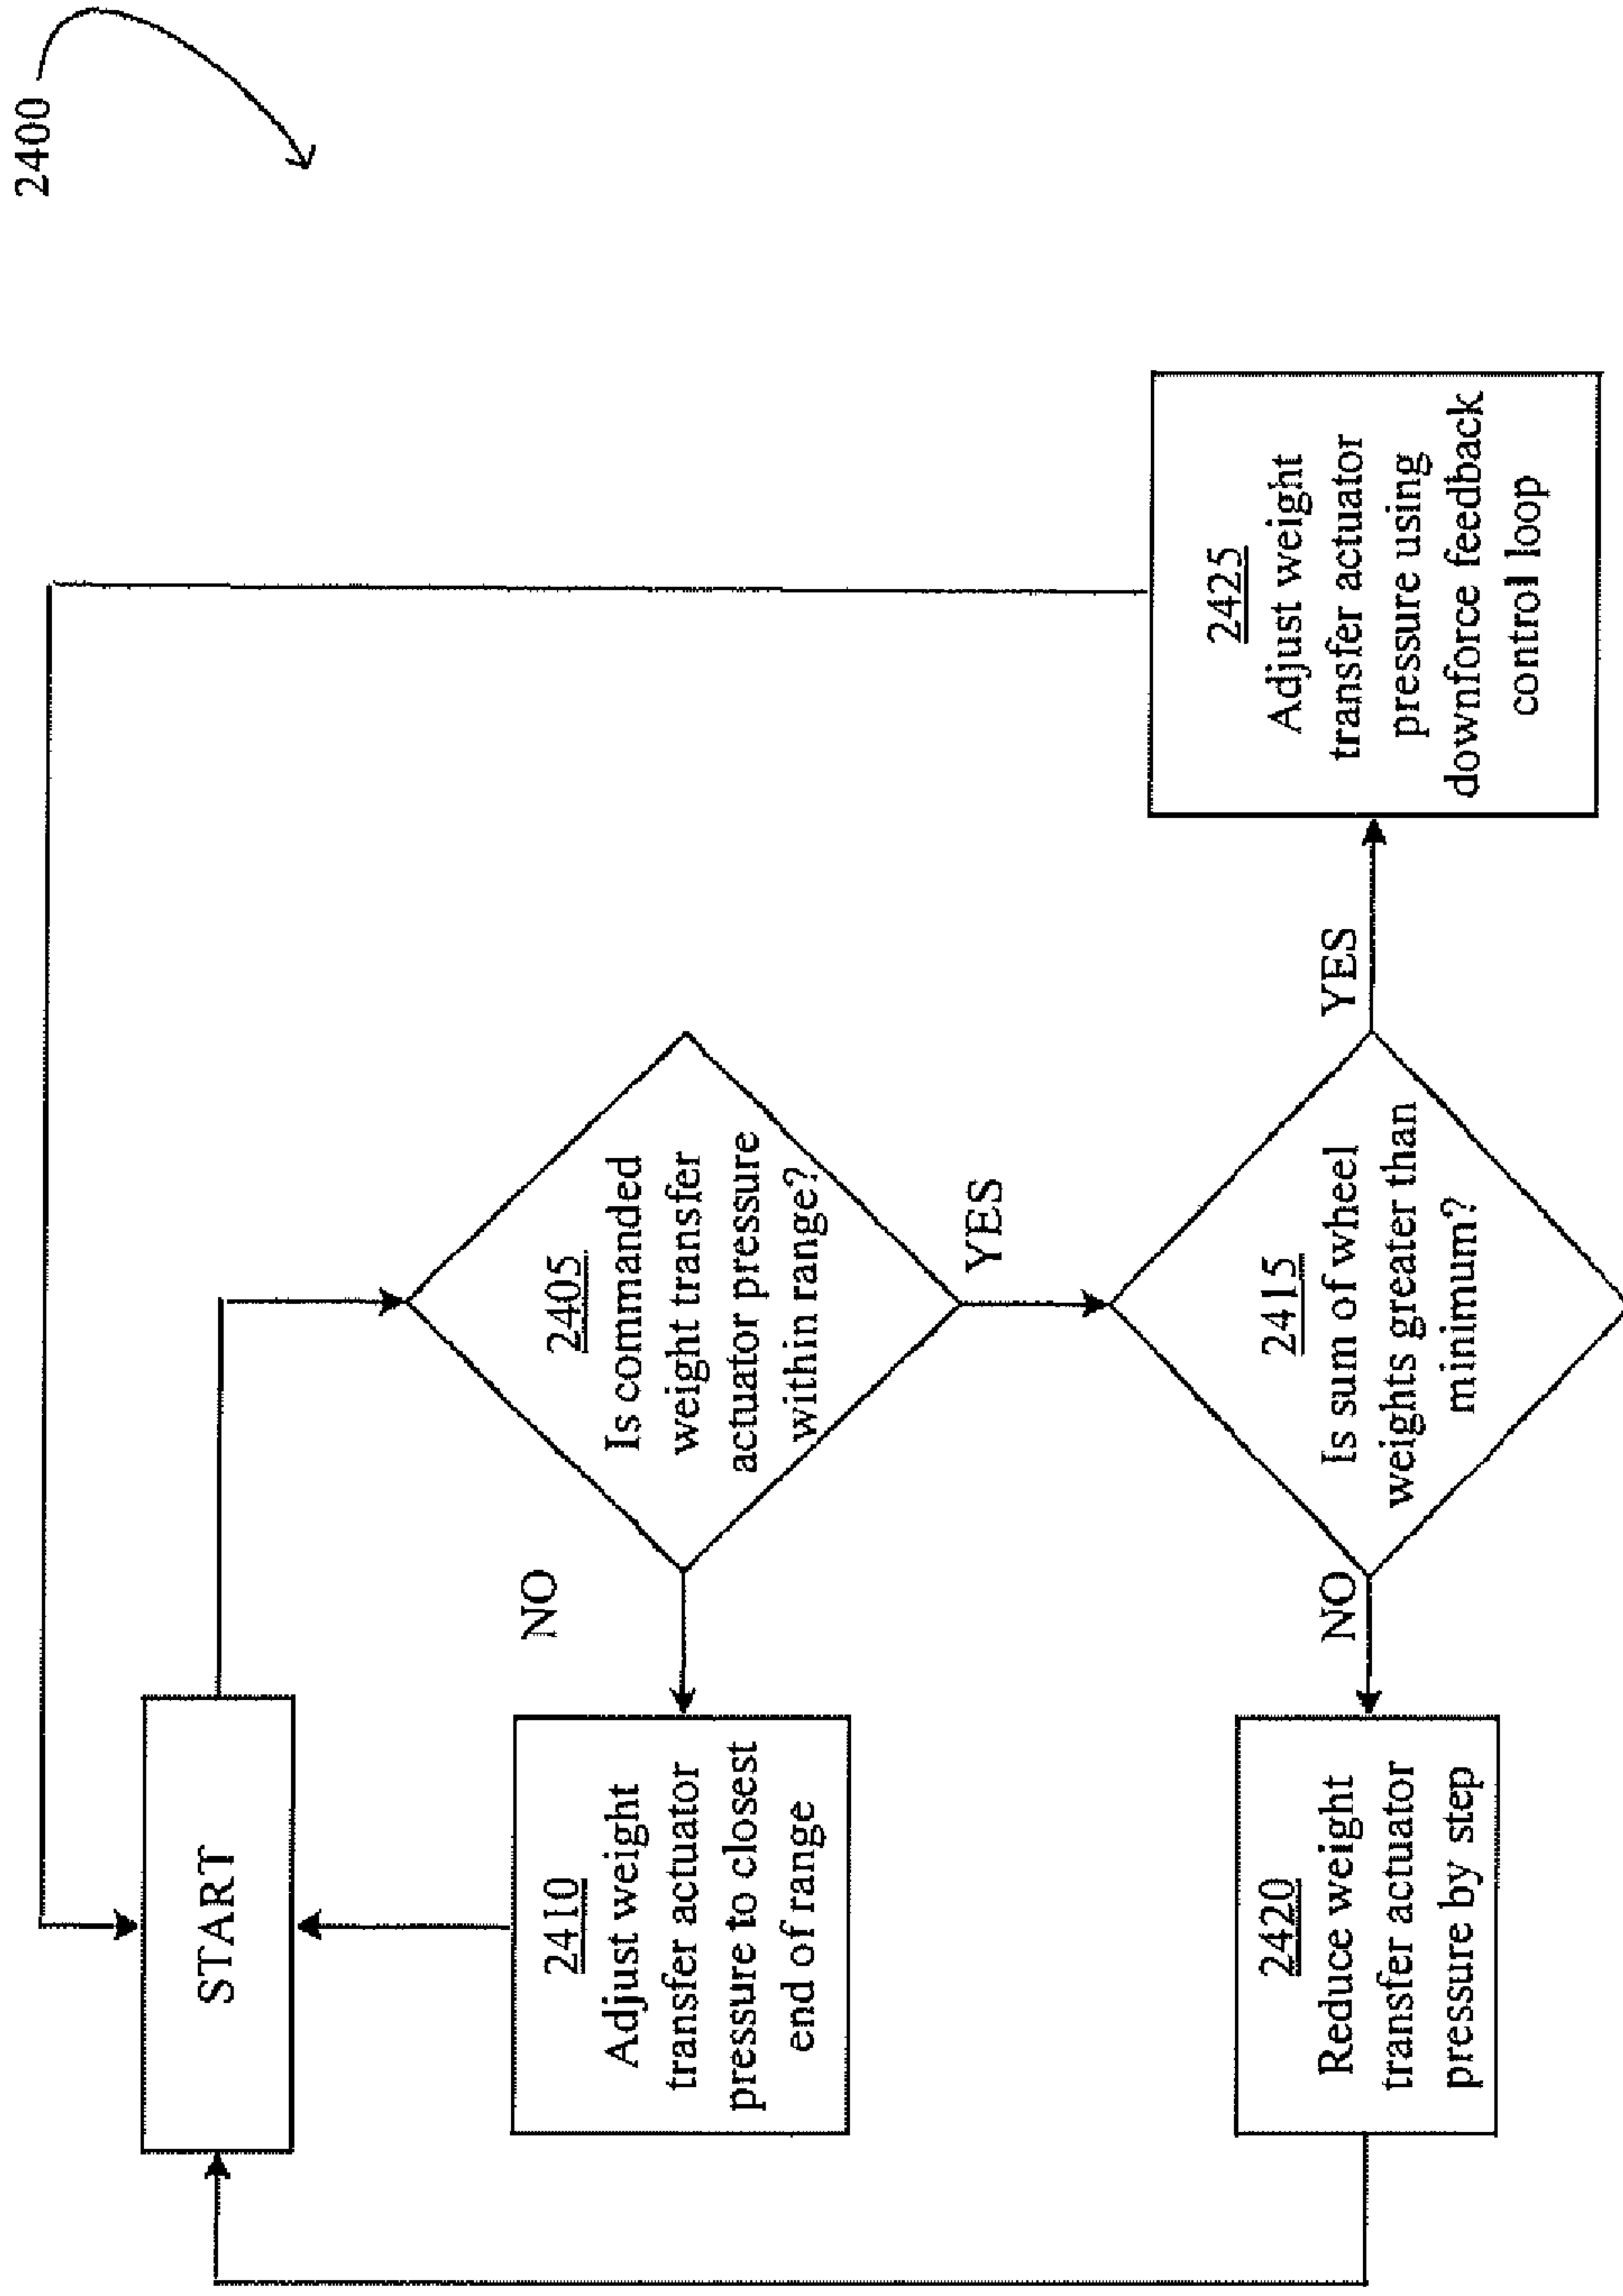 2400
START
2405
Is commanded
weight transfer
actuator pressure
within range?
NO
2410
Adjust weight
transfer actuator
pressure to closest
end of range
YES
2415
Is sum of wheel
weights greater than
minimum?
NO
2420
Reduce weight
transfer actuator
pressure by step
YES
2425
Adjust weight
transfer actuator
pressure using
downforce feedback
control loop